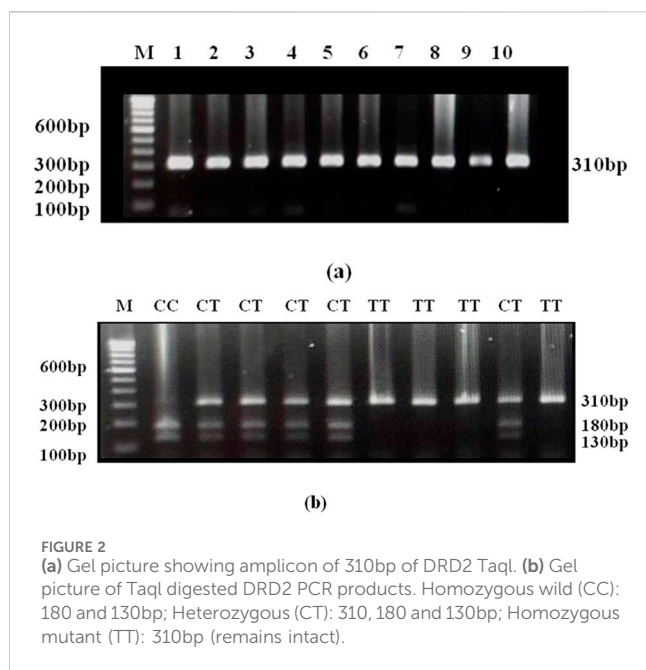 M 1 2 3 4 5 6 7 8 9 10
600bp
300bp
200bp
100bp
310bp
(a)
M CC CT CT CT CT TT TT TT CT TT
600bp
300bp
200bp
100bp
310bp
180bp
130bp
(b)
FIGURE 2
(a) Gel picture showing amplicon of 310bp of DRD2 TaqI. (b) Gel
picture of TaqI digested DRD2 PCR products. Homozygous wild (CC):
180 and 130bp; Heterozygous (CT): 310, 180 and 130bp; Homozygous
mutant (TT): 310bp (remains intact).